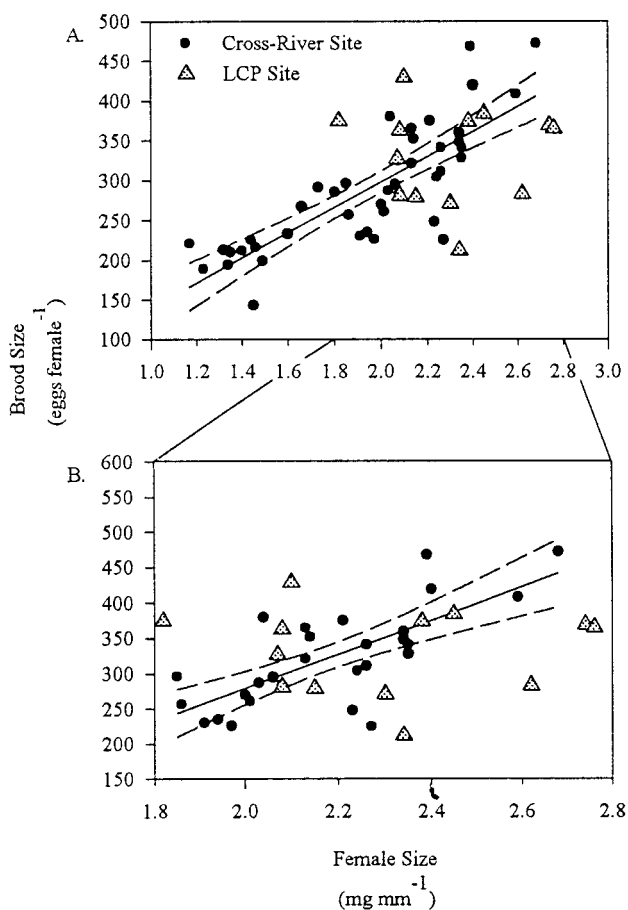 A.
Cross-River Site
LCP Site
500
450
400
350
300
250
200
150
100
1.0 1.2 1.4 1.6 1.8 2.0 2.2 2.4 2.6 2.8 3.0
Brood Size
(eggs female⁻¹)
B.
600
500
450
400
350
300
250
200
150
1.8 2.0 2.2 2.4 2.6 2.8
Female Size
(mg mm⁻¹)